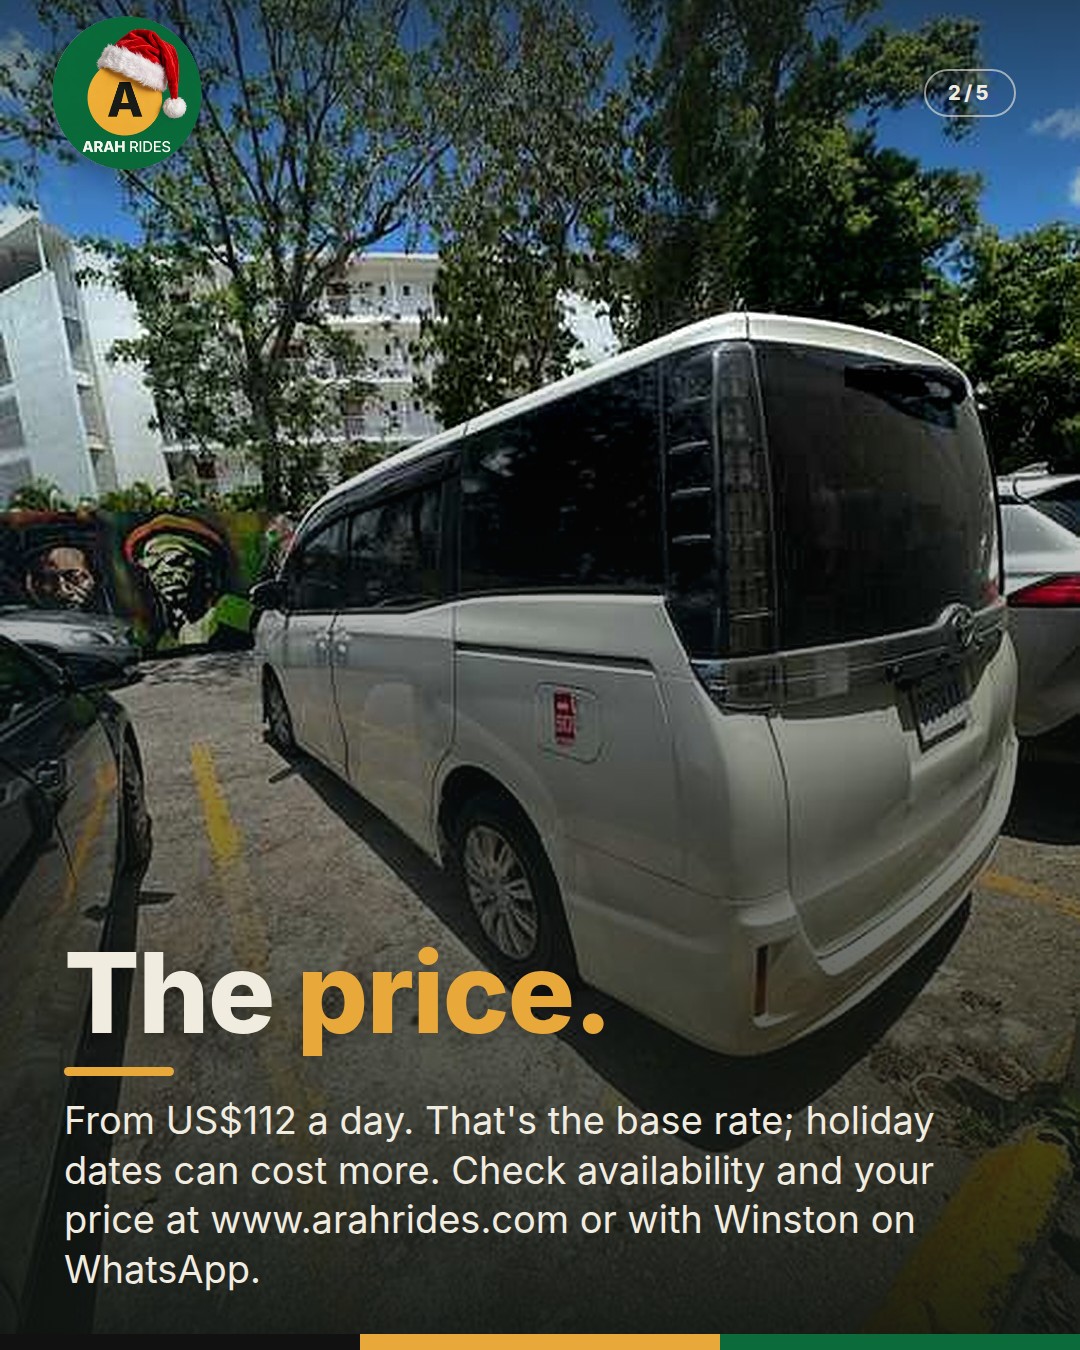 A
ARAH RIDES
2/5
The price.
From US$112 a day. That's the base rate; holiday
dates can cost more. Check availability and your
price at www.arahrides.com or with Winston on
WhatsApp.